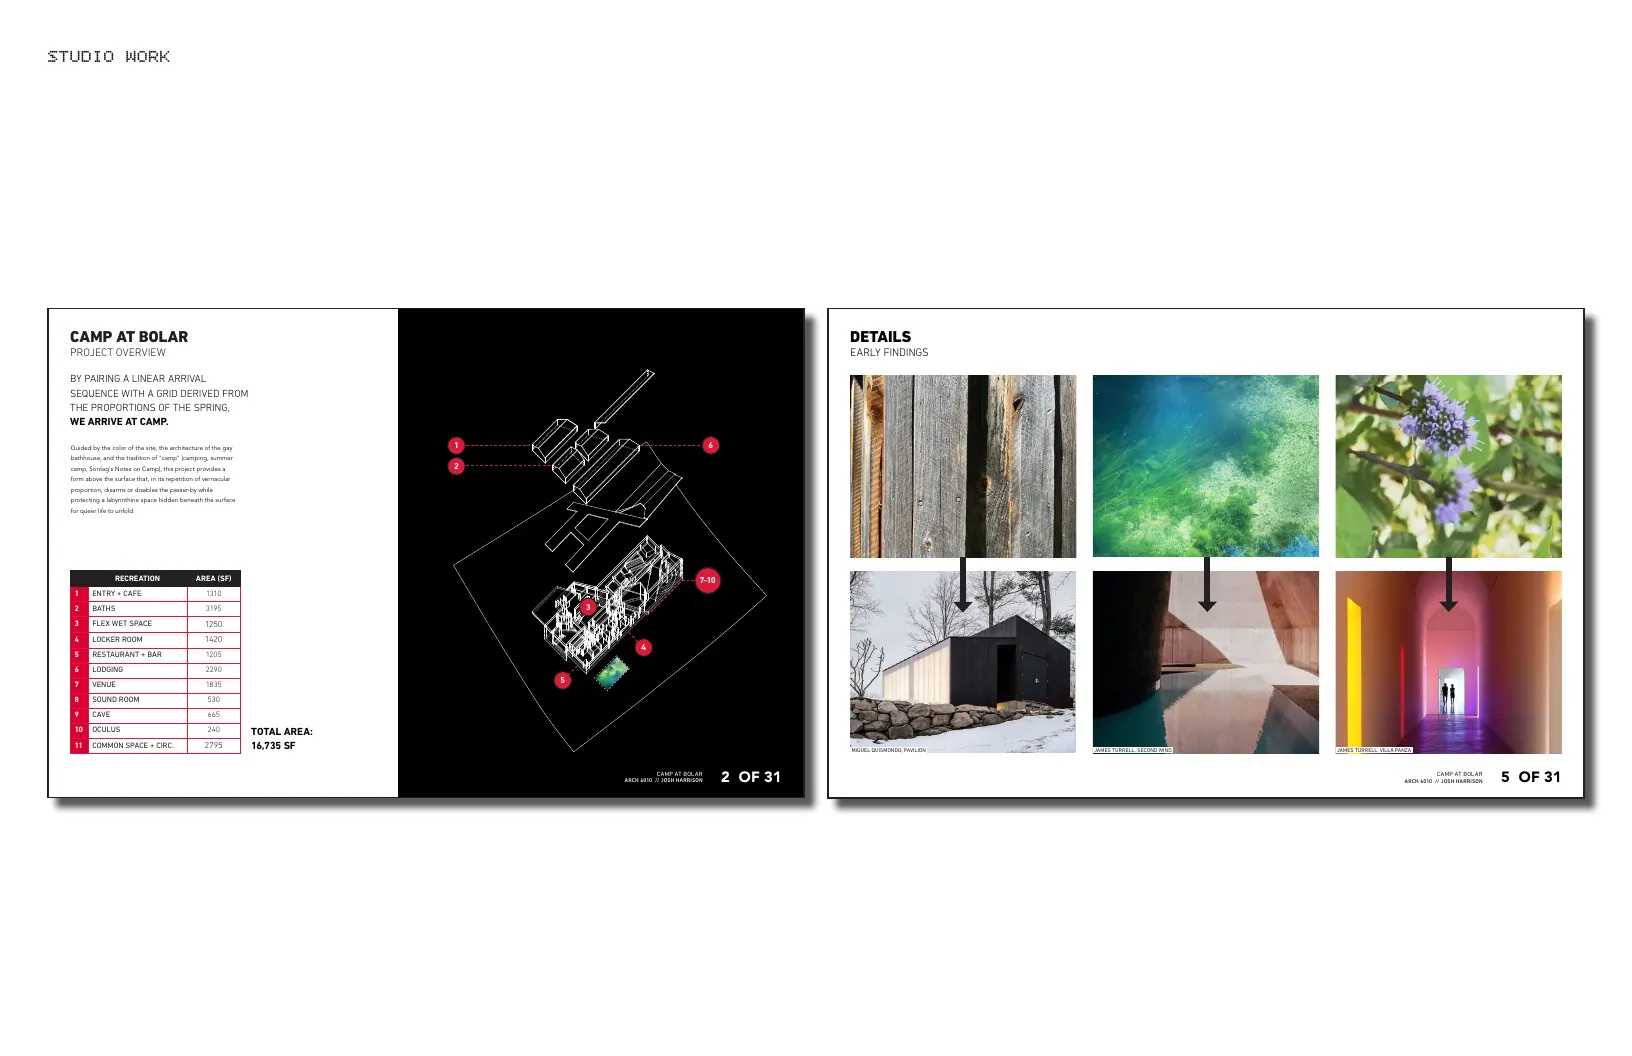 STUDIO WORK
CAMP AT BOLAR
PROJECT OVERVIEW
BY PAIRING A LINEAR ARRIVAL
SEQUENCE WITH A GRID DERIVED FROM
THE PROPORTIONS OF THE SPRING,
WE ARRIVE AT CAMP.
Guided by the color of the site, the architecture of the gay
bathhouse, and the tradition of "camp" (camping, summer
camp, Sontag's Notes on Camp), this project provides a
form above the surface that, in its repetition of vernacular
proportion, disarms or disables the passer-by while
protecting a labyrinthine space hidden beneath the surface
for queer life to unfold.
RECREATION AREA (SF)
1 ENTRY + CAFE 1310
2 BATHS 3195
3 FLEX WET SPACE 1250
4 LOCKER ROOM 1420
5 RESTAURANT + BAR 1205
6 LODGING 2290
7 VENUE 1835
8 SOUND ROOM 530
9 CAVE 665
10 OCULUS 240
11 COMMON SPACE + CIRC. 2795
TOTAL AREA:
16,735 SF
1
6
2
7-10
3
4
5
CAMP AT BOLAR
ARCH 6010 // JOSH HARRISON
2 OF 31
DETAILS
EARLY FINDINGS
MIGUEL QUISMONDO, PAVILION
JAMES TURRELL, SECOND WIND
JAMES TURRELL, VILLA PANZA
CAMP AT BOLAR
ARCH 6010 // JOSH HARRISON
5 OF 31